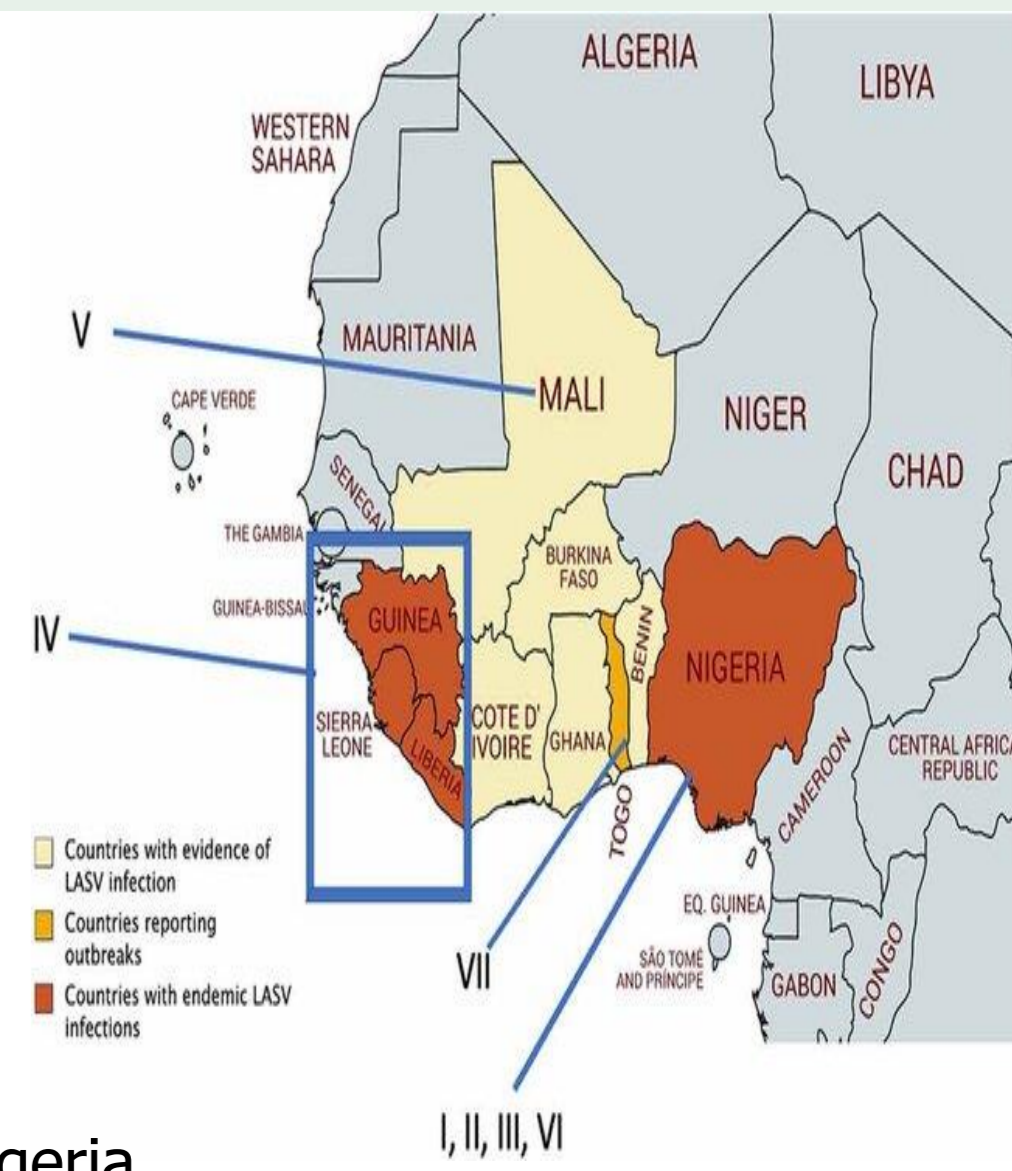 ALGERIA
LIBYA
WESTERN
SAHARA
V
MAURITANIA
CAPE VERDE
MALI
NIGER
CHAD
SENEGAL
THE GAMBIA
BURKINA
FASO
GUINEA-BISSAU
GUINEA
BENIN
NIGERIA
IV
SIERRA
LEONE
LIBERIA
COTE D'
IVOIRE
GHANA
TOGO
CAMEROON
CENTRAL AFRICA
REPUBLIC
Countries with evidence of
LASV infection
Countries reporting
outbreaks
Countries with endemic LASV
infections
EQ. GUINEA
SÃO TOMÉ
AND PRÍNCIPE
GABON
CONGO
VII
I, II, III, VI
geria